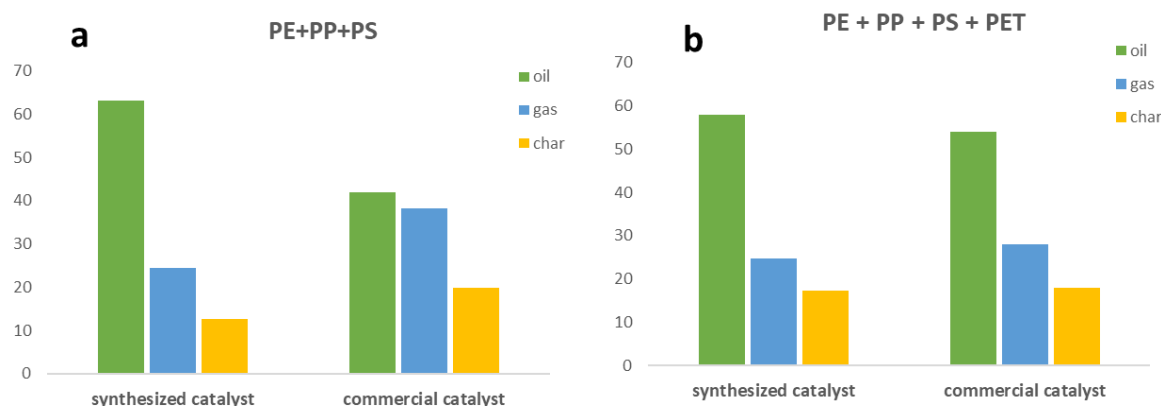 a
PE+PP+PS
70
60
50
40
30
20
10
0
oil
gas
char
synthesized catalyst
commercial catalyst
b
PE + PP + PS + PET
70
60
50
40
30
20
10
0
oil
gas
char
synthesized catalyst
commercial catalyst